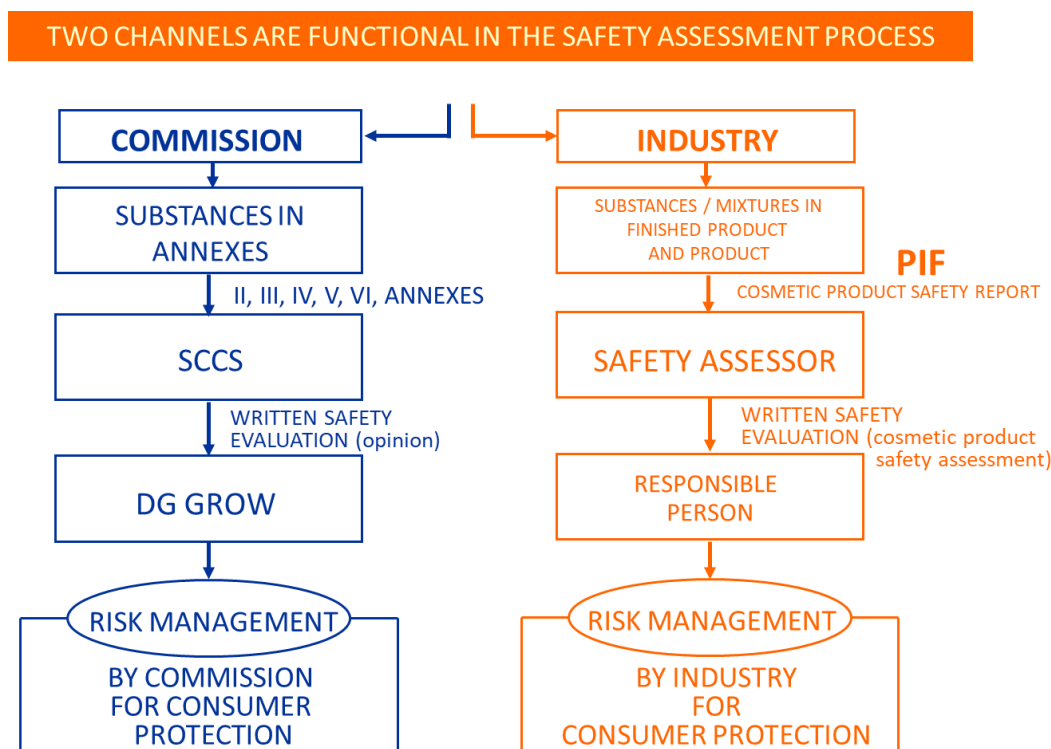 TWO CHANNELS ARE FUNCTIONAL IN THE SAFETY ASSESSMENT PROCESS
COMMISSION
SUBSTANCES IN
ANNEXES
II, III, IV, V, VI, ANNEXES
SCCS
WRITTEN SAFETY
EVALUATION (opinion)
DG GROW
RISK MANAGEMENT
BY COMMISSION
FOR CONSUMER
PROTECTION
INDUSTRY
SUBSTANCES / MIXTURES IN
FINISHED PRODUCT
AND PRODUCT
PIF
COSMETIC PRODUCT SAFETY REPORT
SAFETY ASSESSOR
WRITTEN SAFETY
EVALUATION (cosmetic product
safety assessment)
RESPONSIBLE
PERSON
RISK MANAGEMENT
BY INDUSTRY
FOR
CONSUMER PROTECTION